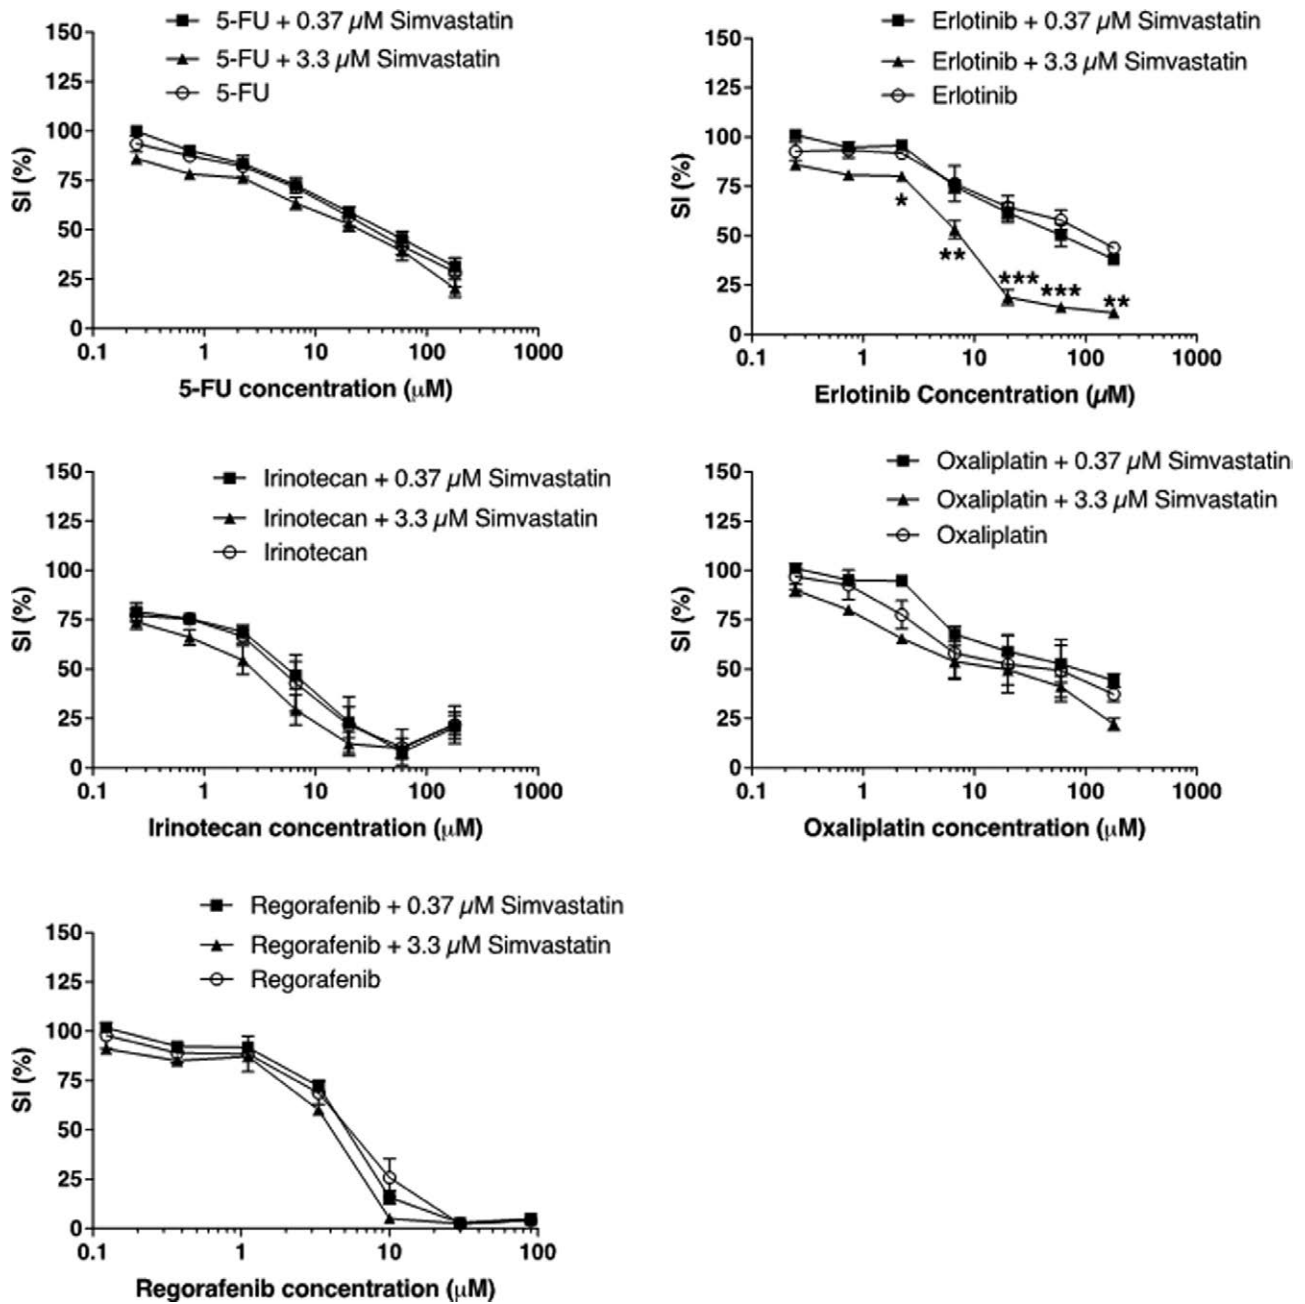 5-FU + 0.37 µM Simvastatin
5-FU + 3.3 µM Simvastatin
5-FU
150
125
100
75
50
25
0
SI (%)
0.1 1 10 100 1000
5-FU concentration (µM)
Erlotinib + 0.37 µM Simvastatin
Erlotinib + 3.3 µM Simvastatin
Erlotinib
150
125
100
75
50
25
0
SI (%)
*
**
***
***
**
0.1 1 10 100 1000
Erlotinib Concentration (µM)
Irinotecan + 0.37 µM Simvastatin
Irinotecan + 3.3 µM Simvastatin
Irinotecan
150
125
100
75
50
25
0
SI (%)
0.1 1 10 100 1000
Irinotecan concentration (µM)
Oxaliplatin + 0.37 µM Simvastatin
Oxaliplatin + 3.3 µM Simvastatin
Oxaliplatin
150
125
100
75
50
25
0
SI (%)
0.1 1 10 100 1000
Oxaliplatin concentration (µM)
Regorafenib + 0.37 µM Simvastatin
Regorafenib + 3.3 µM Simvastatin
Regorafenib
150
125
100
75
50
25
0
SI (%)
0.1 1 10 100
Regorafenib concentration (µM)